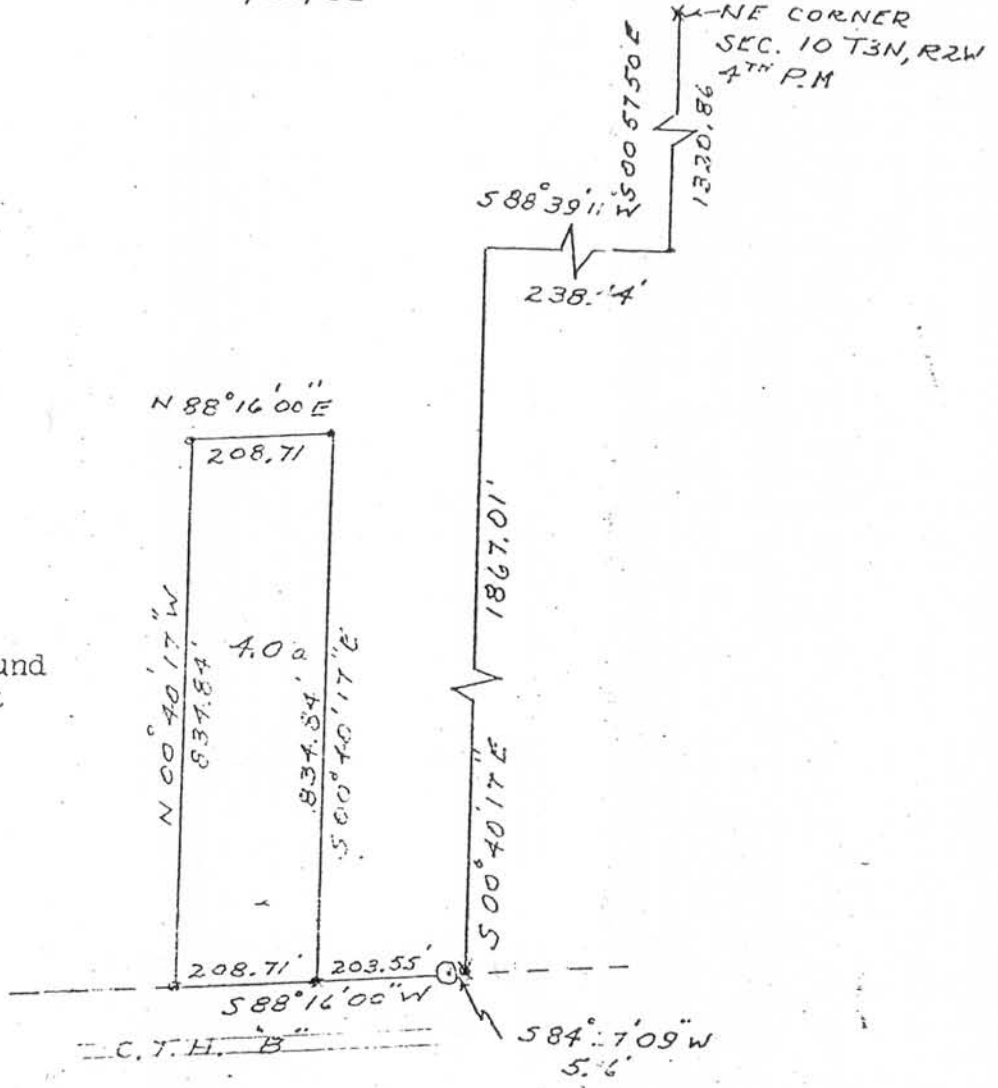 NE CORNER
SEC. 10 T3N, R2W
4TH P.M
S 00 57 50 E
1320.86
S 88° 39' 11" W
N 88° 16' 00" E
208.71
1867.01'
S 00° 40' 17" E
N 00° 40' 17" W
834.84'
4.0 a
834.84'
S 00° 40' 17" E
und
208.71'
203.55'
S 88° 16' 00" W
C. T. H. "B"